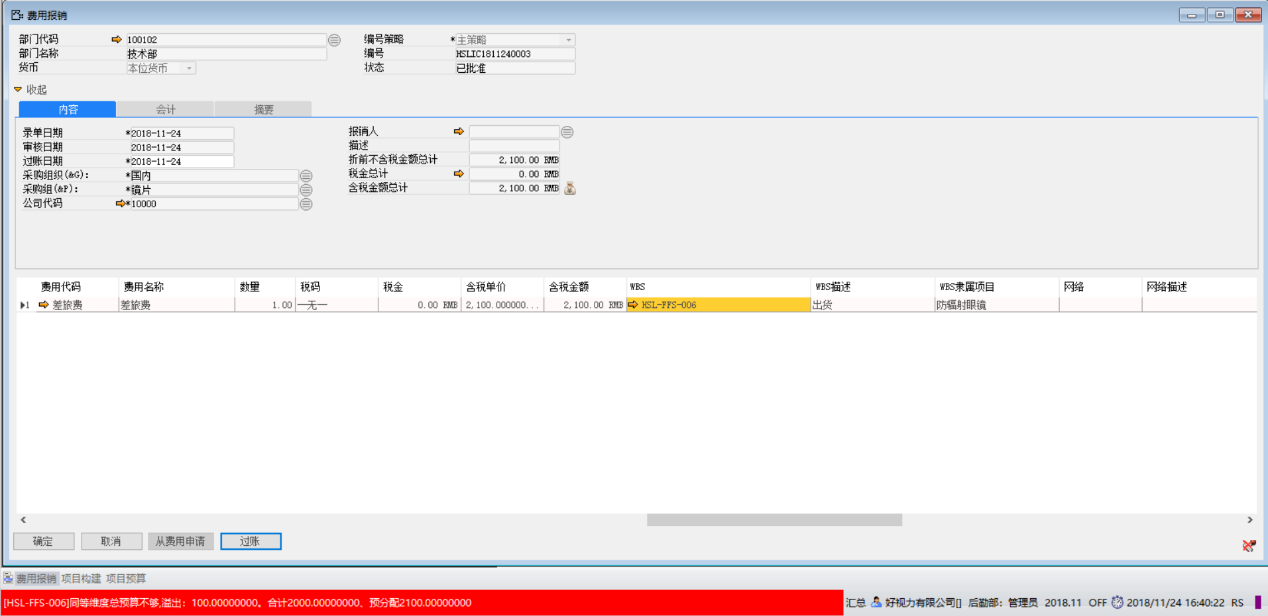 费用报销
部门代码 100102 编号策略 *主策略
部门名称 技术部 编号 HSLIC1811240003
货币 本位货币 状态 已批准
收起
内容 会计 摘要
录单日期 *2018-11-24 报销人
审核日期 2018-11-24 描述
过账日期 *2018-11-24 折前不含税金额总计 2,100.00 RMB
采购组织(&G): *国内 税金总计 0.00 RMB
采购组(&P): *镜片 含税金额总计 2,100.00 RMB
公司代码 *10000
费用代码 费用名称 数量 税码 税金 含税单价 含税金额 WBS WBS描述 WBS隶属项目 网络 网络描述
1 差旅费 差旅费 1.00 —无— 0.00 RMB 2,100.000000... 2,100.00 RMB HSL-FFS-006 出货 防辐射眼镜
确定 取消 从费用申请 过账
费用报销 项目构建 项目预算
[HSL-FFS-006]同等维度总预算不够,溢出：100.00000000。合计2000.00000000、预分配2100.00000000 汇总 好视力有限公司[] 后勤部：管理员 2018.11 OFF 2018/11/24 16:40:22 RS